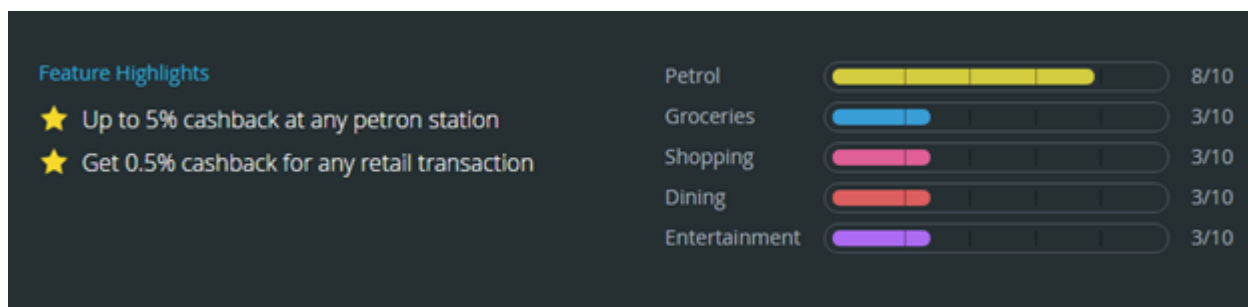 Feature Highlights
Up to 5% cashback at any petron station
Get 0.5% cashback for any retail transaction
Petrol 8/10
Groceries 3/10
Shopping 3/10
Dining 3/10
Entertainment 3/10